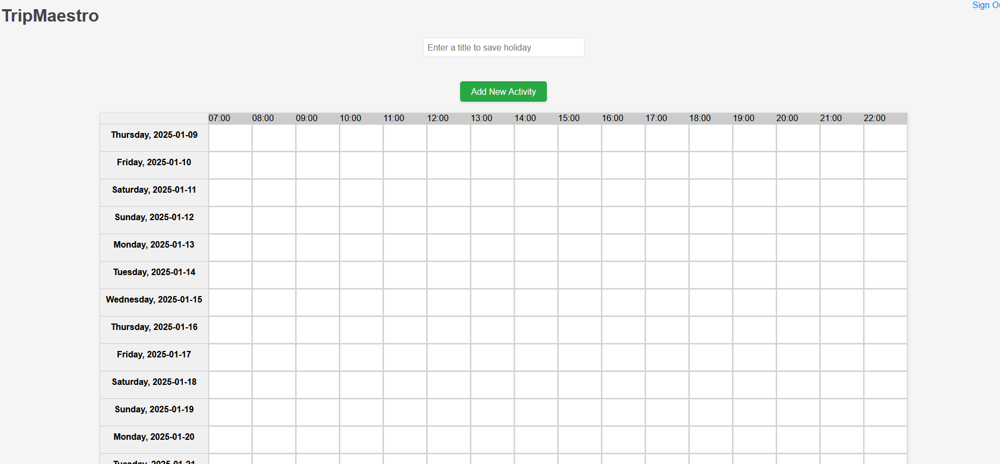 TripMaestro
Sign
Enter a title to save holiday
Add New Activity
07:00 08:00 09:00 10:00 11:00 12:00 13:00 14:00 15:00 16:00 17:00 18:00 19:00 20:00 21:00 22:00
Thursday, 2025-01-09
Friday, 2025-01-10
Saturday, 2025-01-11
Sunday, 2025-01-12
Monday, 2025-01-13
Tuesday, 2025-01-14
Wednesday, 2025-01-15
Thursday, 2025-01-16
Friday, 2025-01-17
Saturday, 2025-01-18
Sunday, 2025-01-19
Monday, 2025-01-20
Tuesday, 2025-01-21